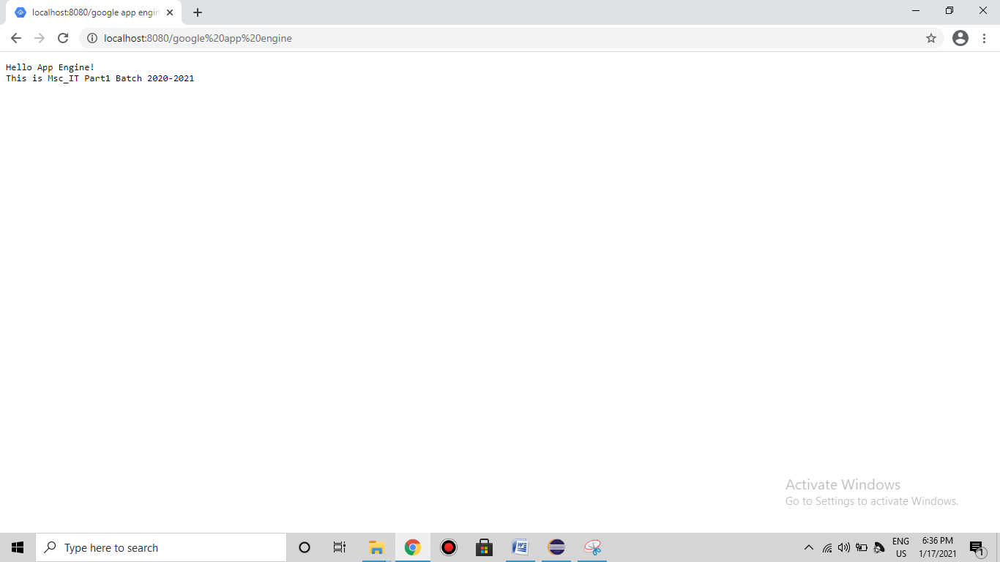 localhost:8080/google app engin
localhost:8080/google%20app%20engine
Hello App Engine!
This is Msc_IT Part1 Batch 2020-2021
Activate Windows
Go to Settings to activate Windows.
Type here to search
ENG
US
6:36 PM
1/17/2021
1